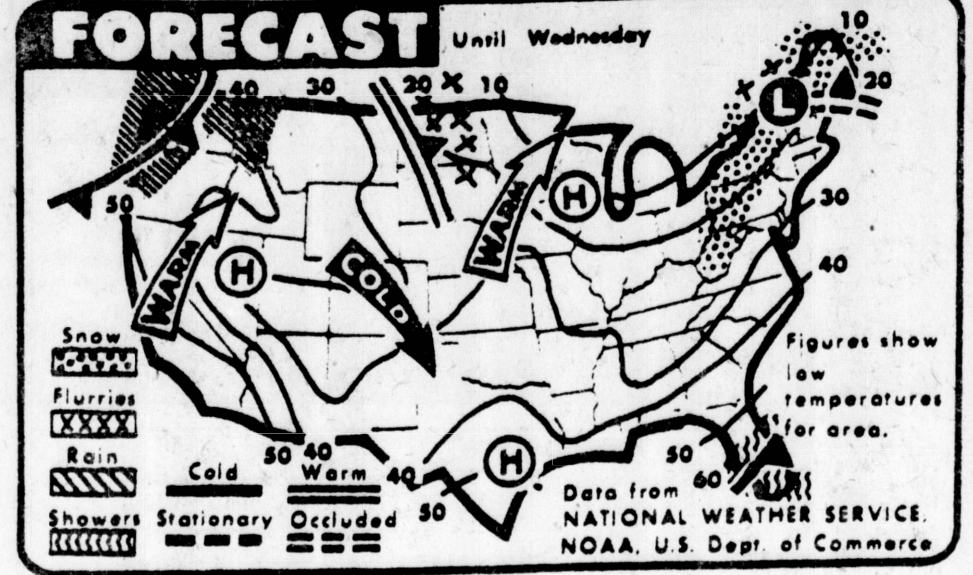 FORECAST
Until Wednesday
10
20
40 30 20 10
L
50
H
30
WARM
WARM
H
COLD
40
Snow
Figures show
low
temperatures
for area.
Flurries
Rain
Cold
Warm
50 40
H
40
50
50
60
Showers
Stationary
Occluded
Data from
NATIONAL WEATHER SERVICE,
NOAA, U.S. Dept. of Commerce